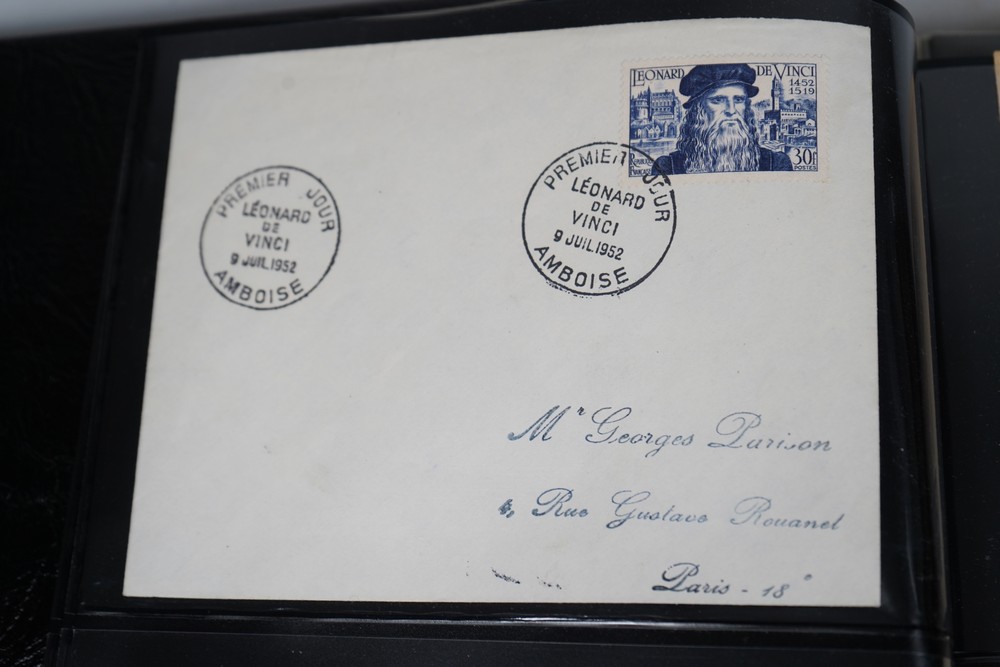 LEONARD DE VINCI
1452
1519
REPUBLIQUE
FRANÇAISE
30F
POSTES
PREMIER JOUR
LÉONARD
DE
VINCI
9 JUIL.1952
AMBOISE
PREMIER JOUR
LÉONARD
DE
VINCI
9 JUIL.1952
AMBOISE
Mr Georges Parison
Rue Gustave Rouanet
Paris - 18e